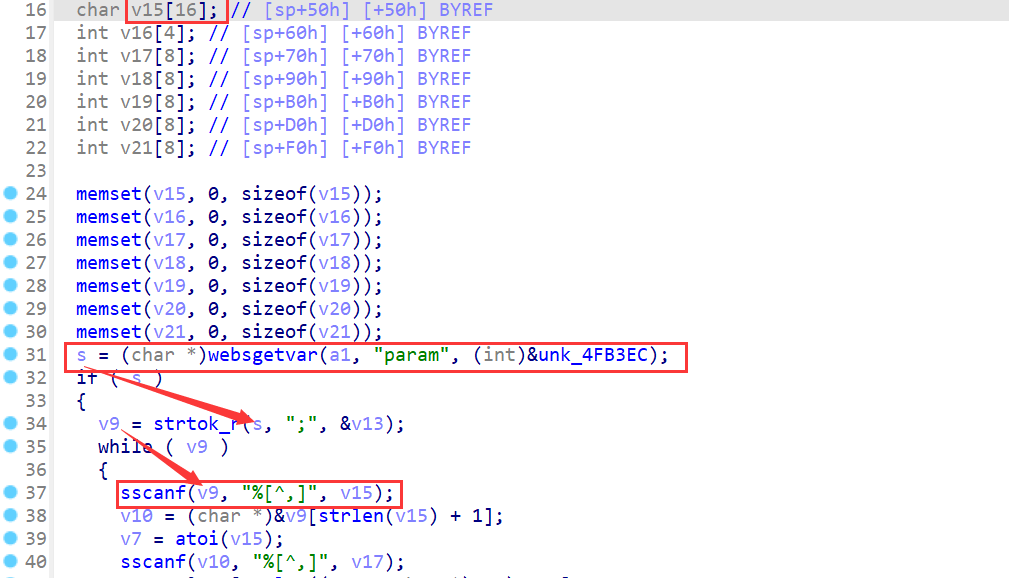 16 char v15[16]; // [sp+50h] [+50h] BYREF
17 int v16[4]; // [sp+60h] [+60h] BYREF
18 int v17[8]; // [sp+70h] [+70h] BYREF
19 int v18[8]; // [sp+90h] [+90h] BYREF
20 int v19[8]; // [sp+B0h] [+B0h] BYREF
21 int v20[8]; // [sp+D0h] [+D0h] BYREF
22 int v21[8]; // [sp+F0h] [+F0h] BYREF
23
24 memset(v15, 0, sizeof(v15));
25 memset(v16, 0, sizeof(v16));
26 memset(v17, 0, sizeof(v17));
27 memset(v18, 0, sizeof(v18));
28 memset(v19, 0, sizeof(v19));
29 memset(v20, 0, sizeof(v20));
30 memset(v21, 0, sizeof(v21));
31 s = (char *)websgetvar(a1, "param", (int)&unk_4FB3EC);
32 if ( s )
33 {
34 v9 = strtok_r(s, ";", &v13);
35 while ( v9 )
36 {
37 sscanf(v9, "%[^,]", v15);
38 v10 = (char *)&v9[strlen(v15) + 1];
39 v7 = atoi(v15);
40 sscanf(v10, "%[^,]", v17);